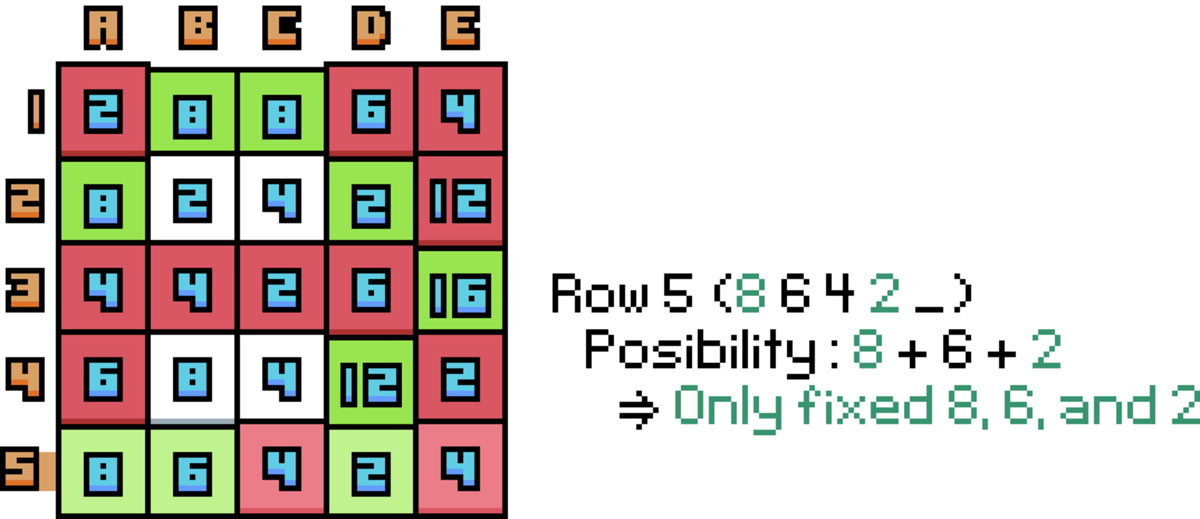 A B C D E
1 2 8 8 6 4
2 8 2 4 2 12
3 4 4 2 6 16
4 6 8 4 12 2
5 8 6 4 2 4
Row 5 (8 6 4 2 _)
Posibility : 8 + 6 + 2
⇒ Only fixed 8, 6, and 2